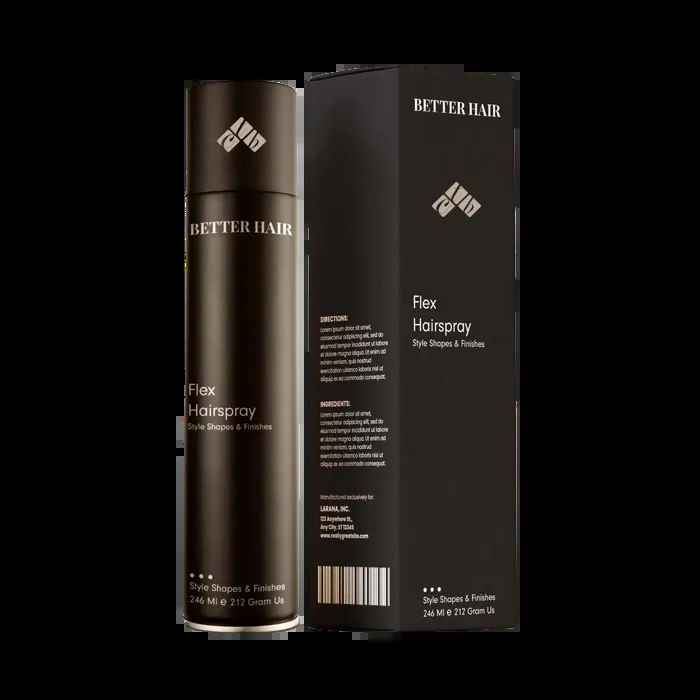 BETTER HAIR
Flex
Hairspray
Style Shapes & Finishes
Style Shapes & Finishes
246 Ml e 212 Gram Us
DIRECTIONS:
Lorem ipsum dolor sit amet,
consectetur adipiscing elit, sed do
eiusmod tempor incididunt ut labore
et dolore magna aliqua. Ut enim ad
minim veniam, quis nostrud
exercitation ullamco laboris nisi ut
aliquip ex ea commodo consequat.
INGREDIENTS:
Lorem ipsum dolor sit amet,
consectetur adipiscing elit, sed do
eiusmod tempor incididunt ut labore
et dolore magna aliqua. Ut enim ad
minim veniam, quis nostrud
exercitation ullamco laboris nisi ut
aliquip ex ea commodo consequat.
Manufactured exclusively for:
LARANA, INC.
123 Anywhere St.,
Any City, ST 12345
www.reallygreatsite.com
BETTER HAIR
Flex
Hairspray
Style Shapes & Finishes
Style Shapes & Finishes
246 Ml e 212 Gram Us